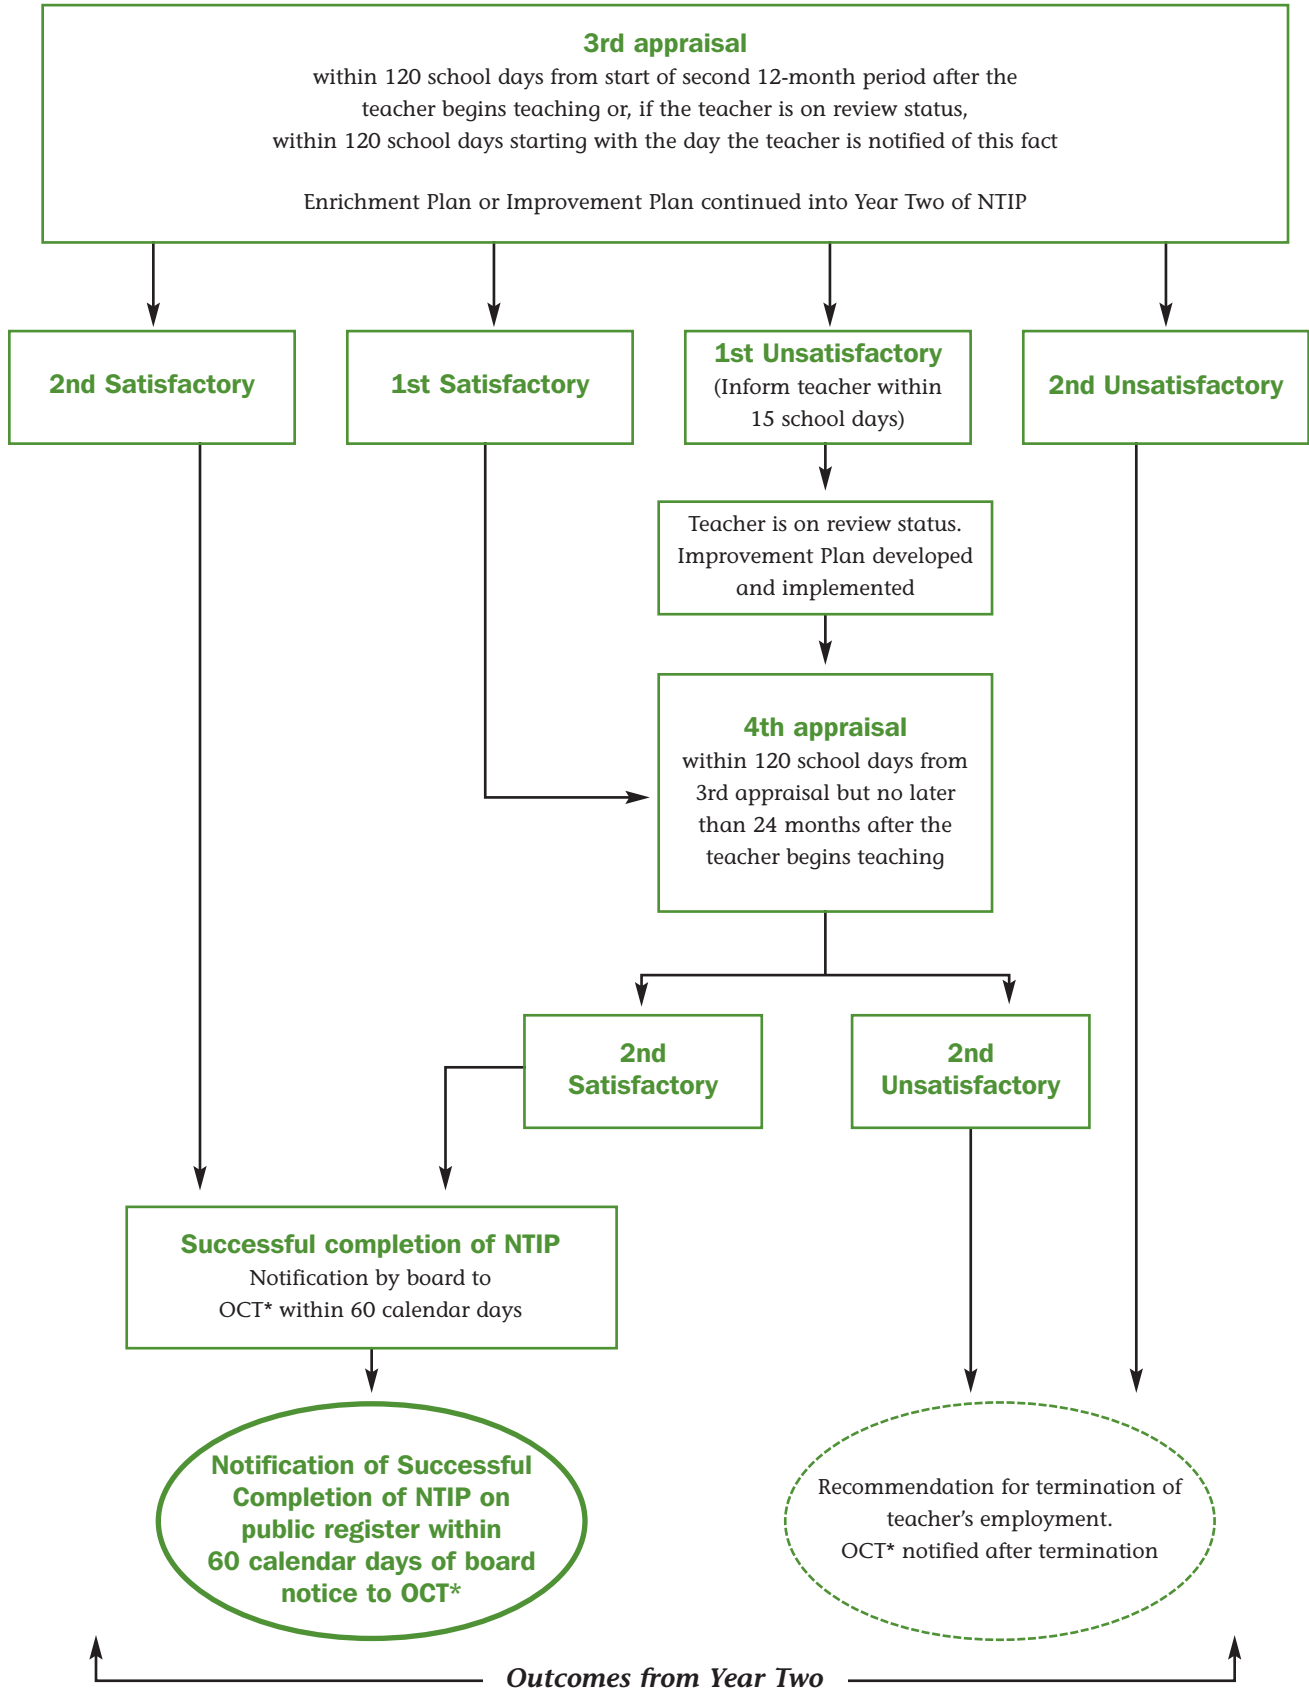 3rd appraisal
within 120 school days from start of second 12-month period after the
teacher begins teaching or, if the teacher is on review status,
within 120 school days starting with the day the teacher is notified of this fact
Enrichment Plan or Improvement Plan continued into Year Two of NTIP
2nd Satisfactory
1st Satisfactory
1st Unsatisfactory
(Inform teacher within
15 school days)
2nd Unsatisfactory
Teacher is on review status.
Improvement Plan developed
and implemented
4th appraisal
within 120 school days from
3rd appraisal but no later
than 24 months after the
teacher begins teaching
2nd
Satisfactory
2nd
Unsatisfactory
Successful completion of NTIP
Notification by board to
OCT* within 60 calendar days
Notification of Successful
Completion of NTIP on
public register within
60 calendar days of board
notice to OCT*
Recommendation for termination of
teacher’s employment.
OCT* notified after termination
Outcomes from Year Two